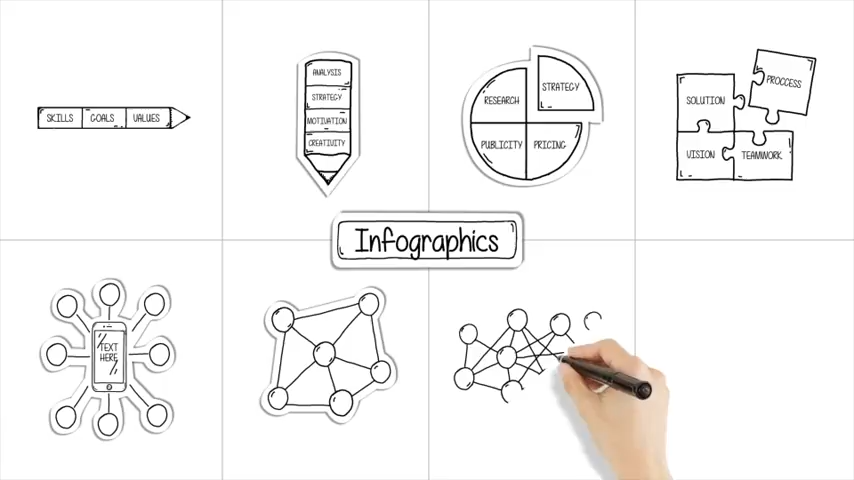 SKILLS GOALS VALUES
ANALYSIS
STRATEGY
MOTIVATION
CREATIVITY
RESEARCH
STRATEGY
PUBLICITY
PRICING
SOLUTION
PROCCESS
VISION
TEAMWORK
Infographics
TEXT
HERE